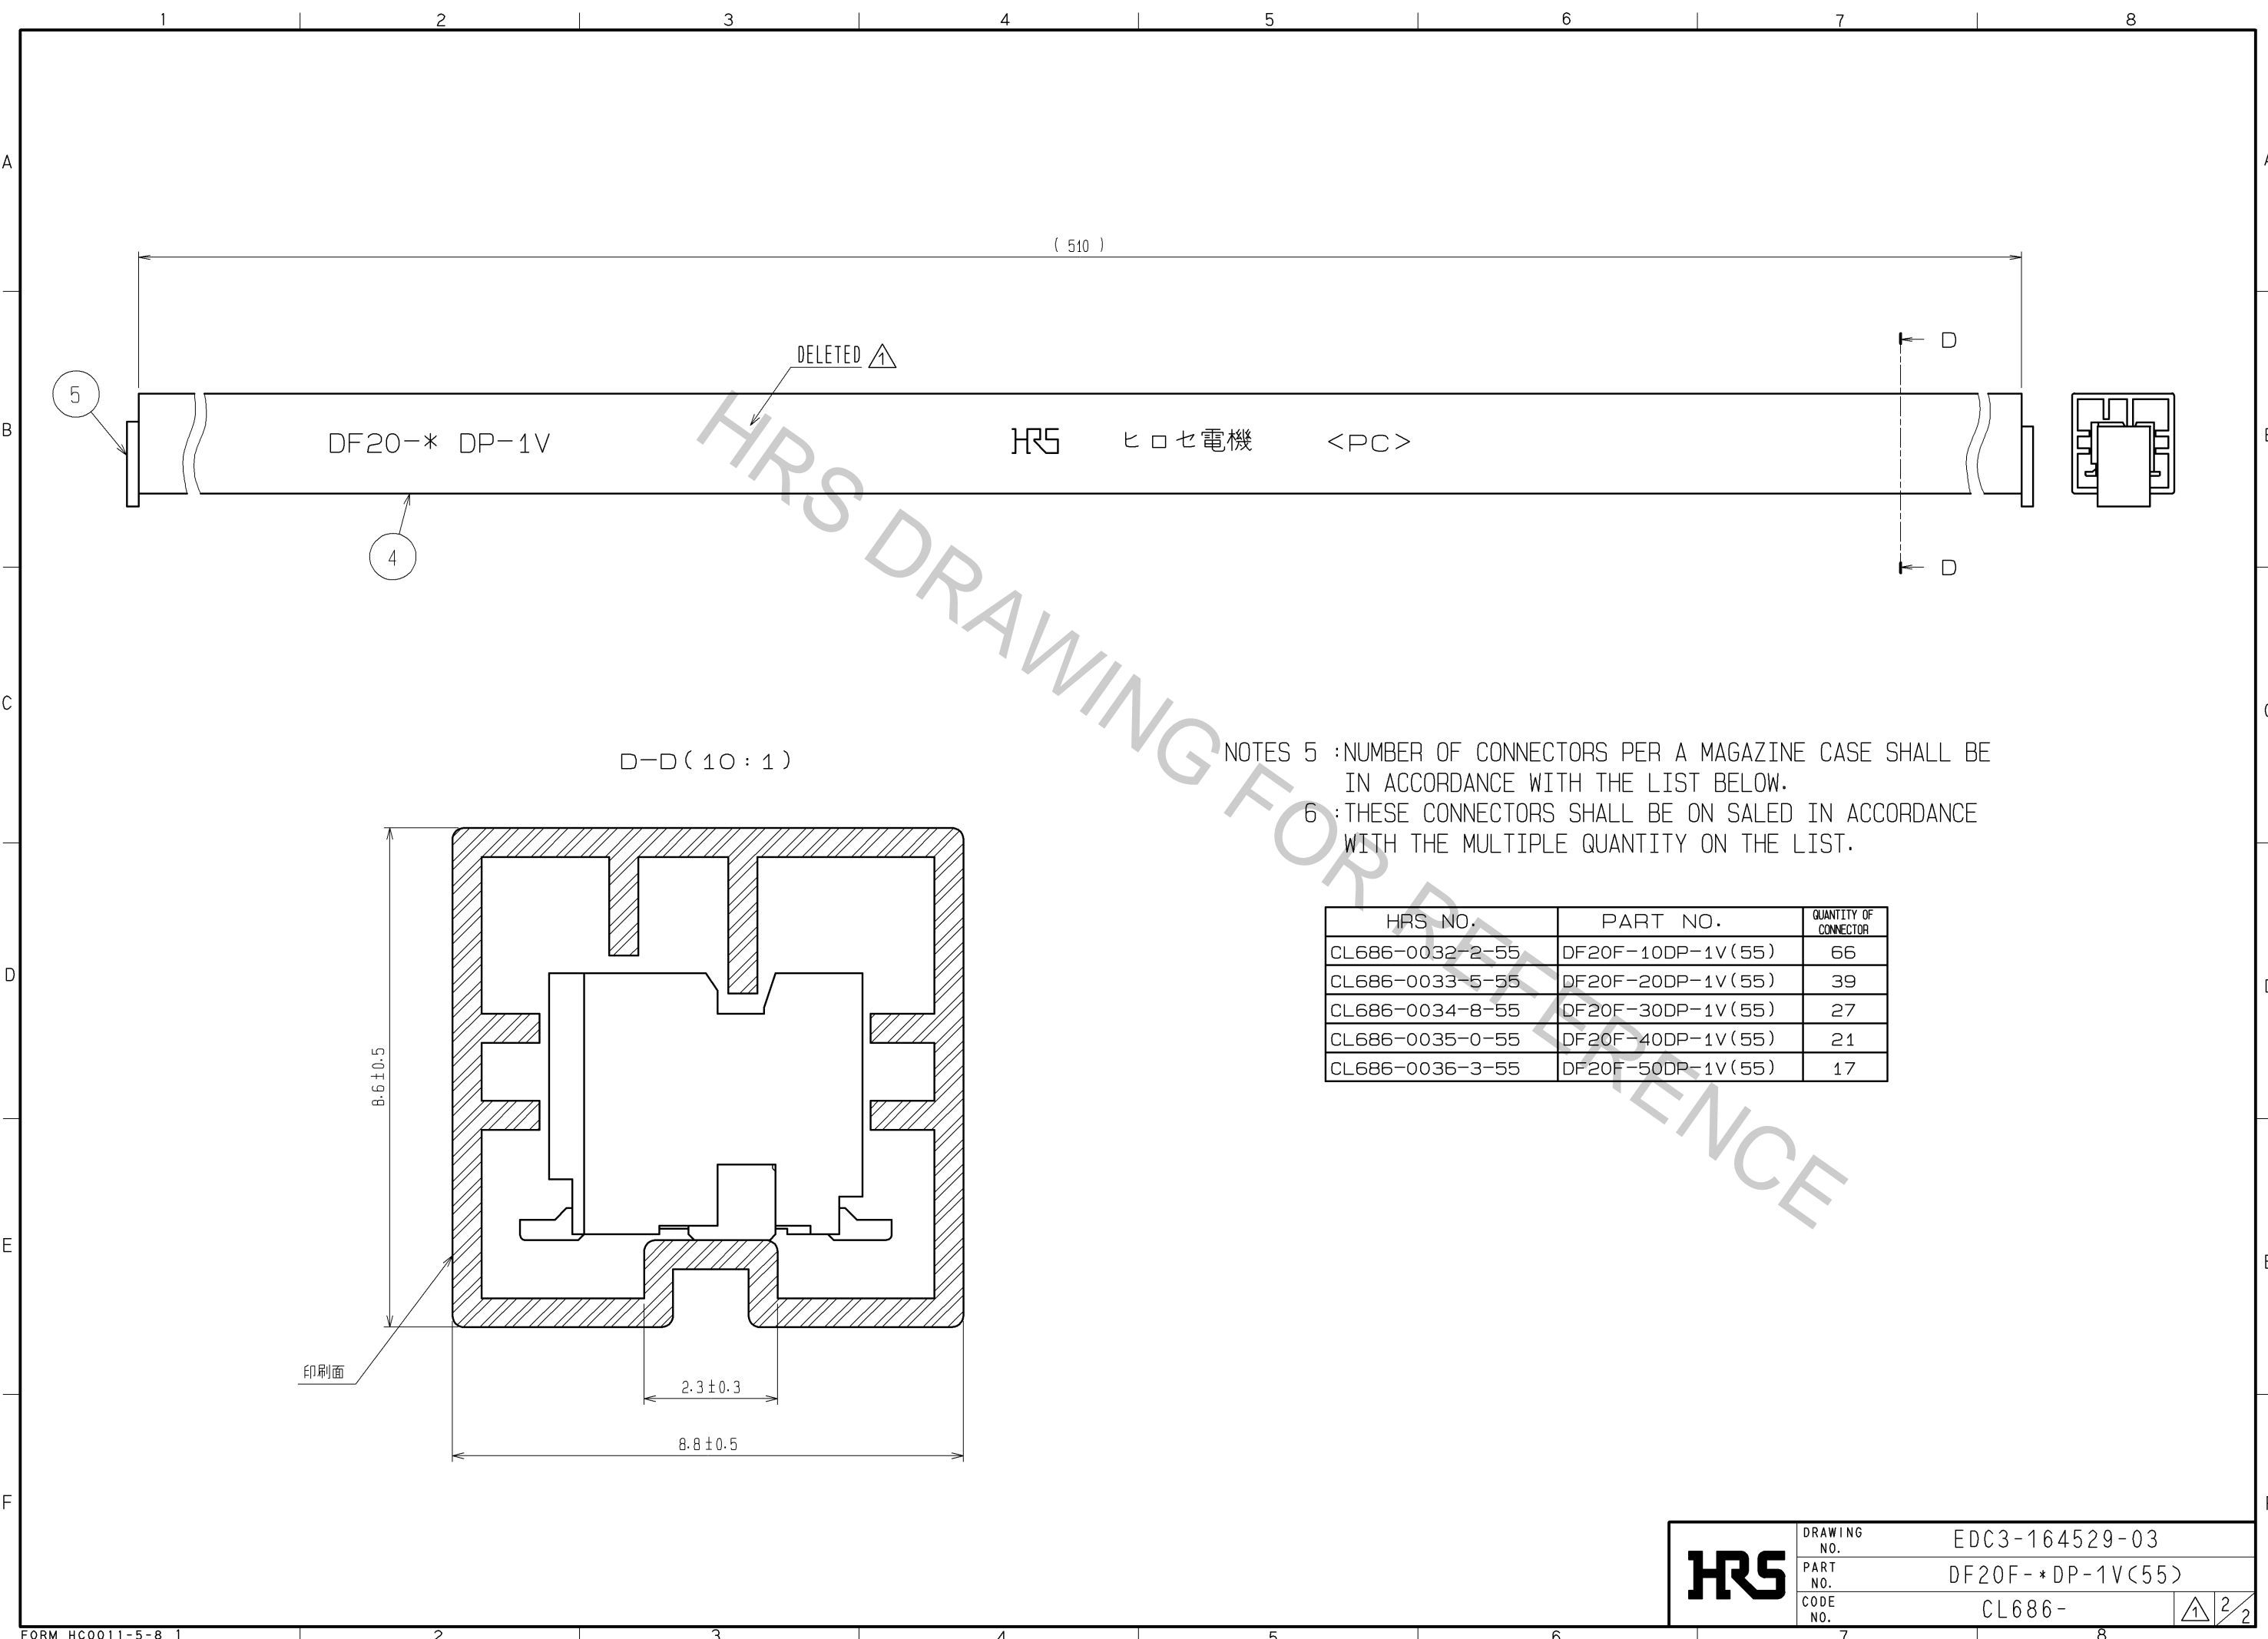 1 2 3 4 5 6 7 8
A
A
( 510 )
D
DELETED 1
5
B
DF20-* DP-1V
HRS ヒロセ電機 <PC>
4
D
HRS DRAWING FOR REFERENCE
C
D-D(10:1)
NOTES 5 :NUMBER OF CONNECTORS PER A MAGAZINE CASE SHALL BE
IN ACCORDANCE WITH THE LIST BELOW.
6 :THESE CONNECTORS SHALL BE ON SALED IN ACCORDANCE
WITH THE MULTIPLE QUANTITY ON THE LIST.
HRS NO. PART NO. QUANTITY OF CONNECTOR
CL686-0032-2-55 DF20F-10DP-1V(55) 66
CL686-0033-5-55 DF20F-20DP-1V(55) 39
CL686-0034-8-55 DF20F-30DP-1V(55) 27
CL686-0035-0-55 DF20F-40DP-1V(55) 21
CL686-0036-3-55 DF20F-50DP-1V(55) 17
D
8.6±0.5
E
印刷面
2.3±0.3
8.8±0.5
F
HRS
DRAWING NO. EDC3-164529-03
PART NO. DF20F-*DP-1V(55)
CODE NO. CL686- 1 2/2
FORM HC0011-5-8 1 2 3 4 5 6 7 8